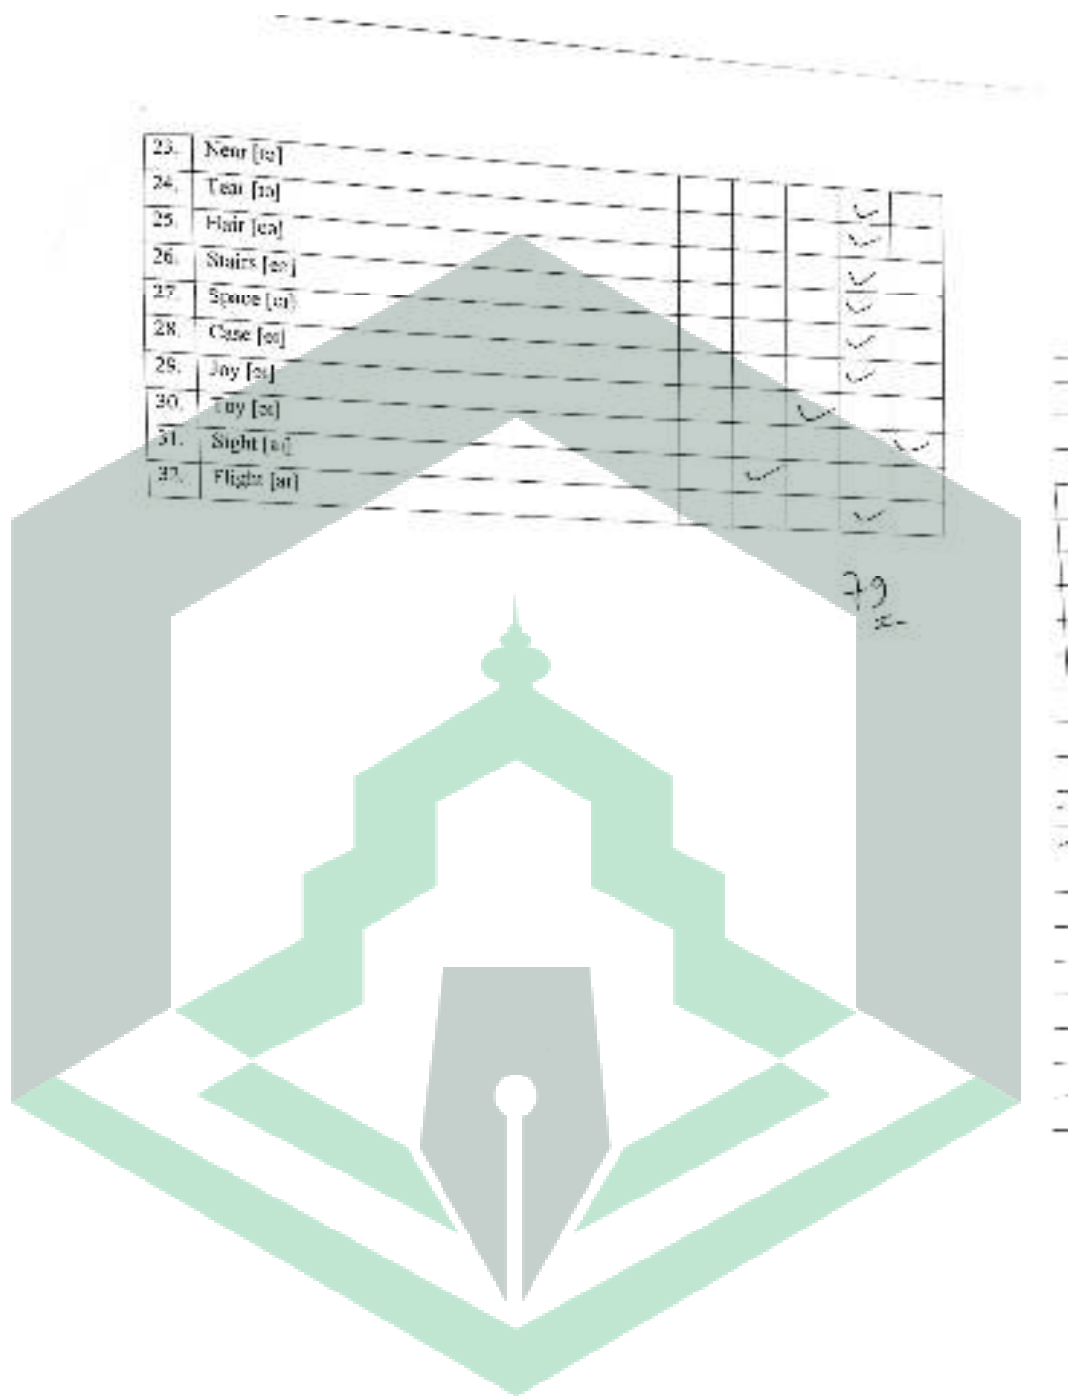 23. Near [ɪə]
24. Tear [ɪə]
25. Hair [eə]
26. Stairs [eə]
27. Space [eɪ]
28. Case [eɪ]
29. Joy [ɔɪ]
30. Toy [ɔɪ]
31. Sight [aɪ]
32. Flight [aɪ]
79